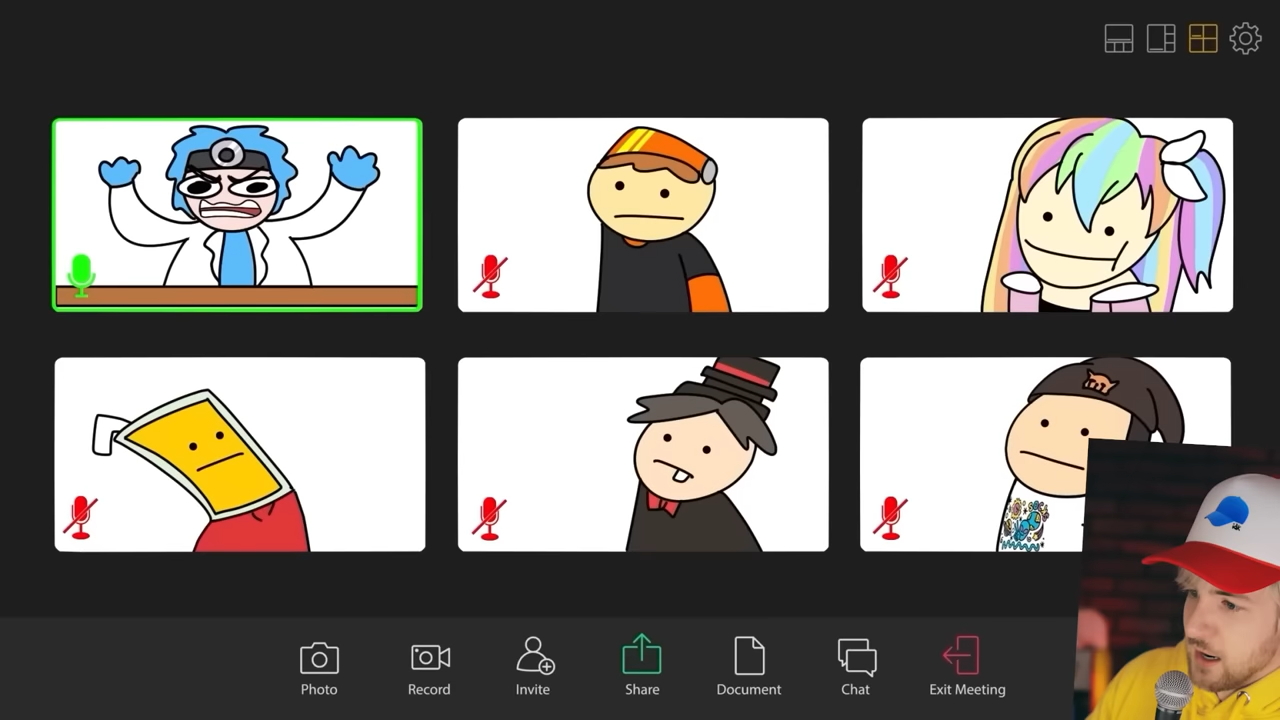 Photo
Record
Invite
Share
Document
Chat
Exit Meeting